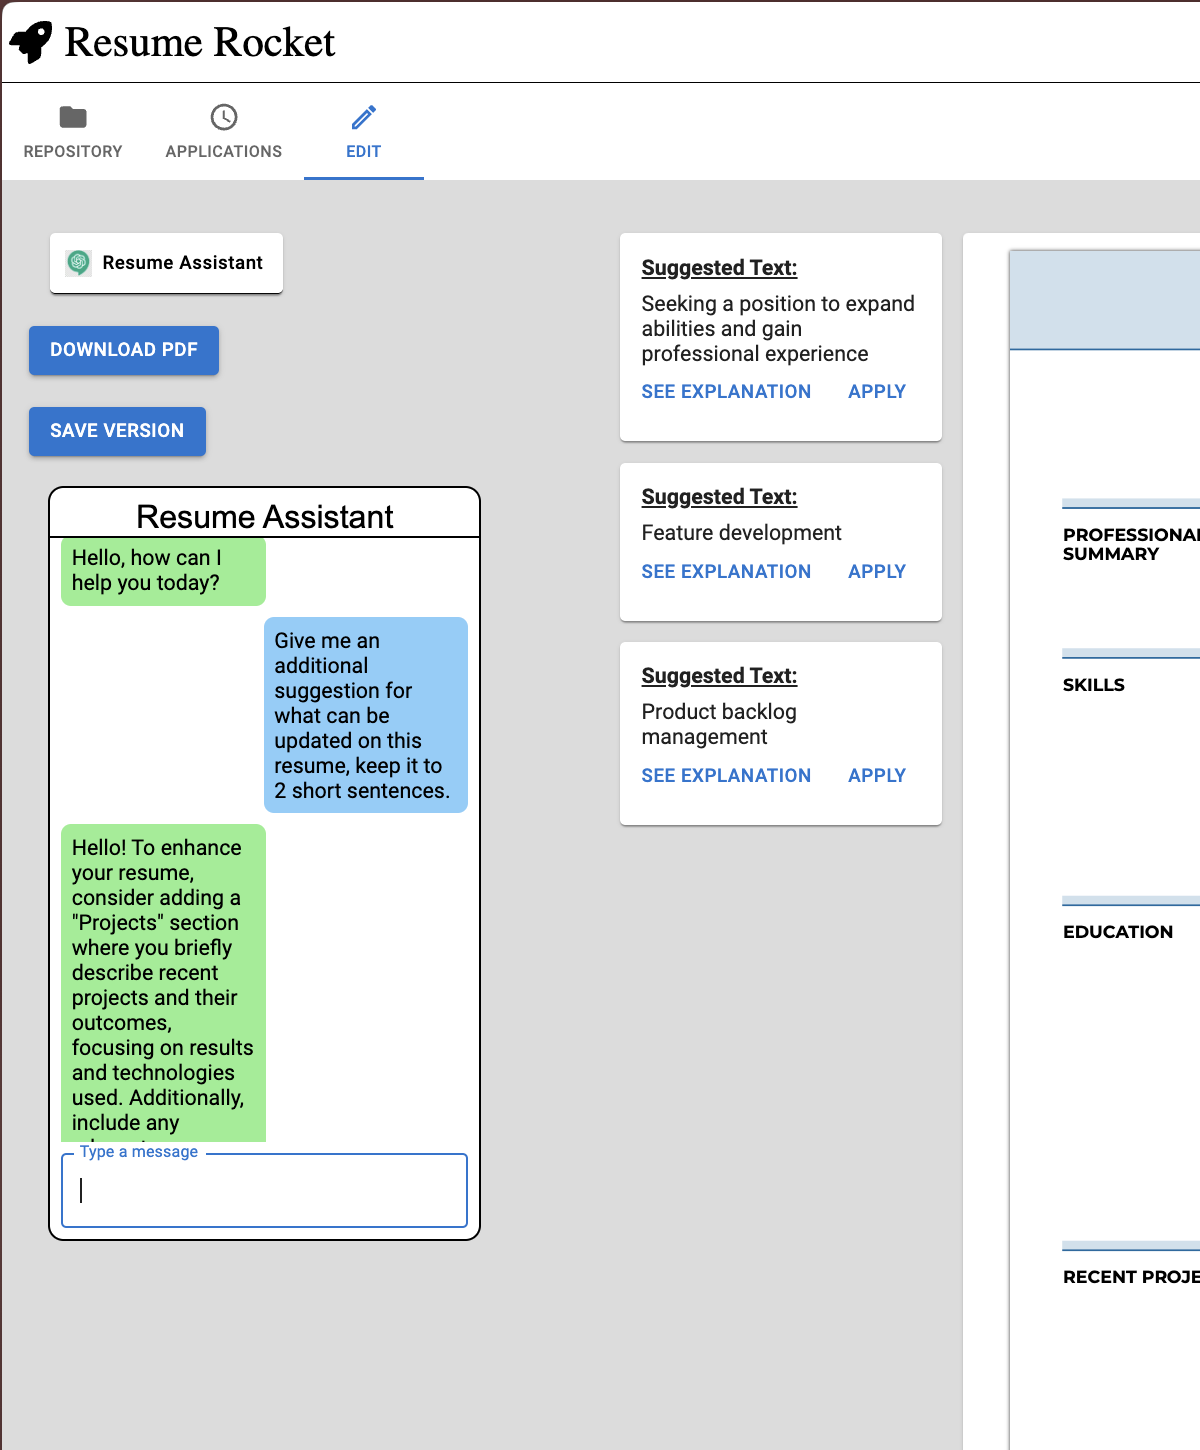 Resume Rocket
REPOSITORY
APPLICATIONS
EDIT
Resume Assistant
DOWNLOAD PDF
SAVE VERSION
Resume Assistant
Hello, how can I
help you today?
Give me an
additional
suggestion for
what can be
updated on this
resume, keep it to
2 short sentences.
Hello! To enhance
your resume,
consider adding a
"Projects" section
where you briefly
describe recent
projects and their
outcomes,
focusing on results
and technologies
used. Additionally,
include any
Type a message
Suggested Text:
Seeking a position to expand
abilities and gain
professional experience
SEE EXPLANATION
APPLY
Suggested Text:
Feature development
SEE EXPLANATION
APPLY
Suggested Text:
Product backlog
management
SEE EXPLANATION
APPLY
PROFESSIONAL
SUMMARY
SKILLS
EDUCATION
RECENT PROJE